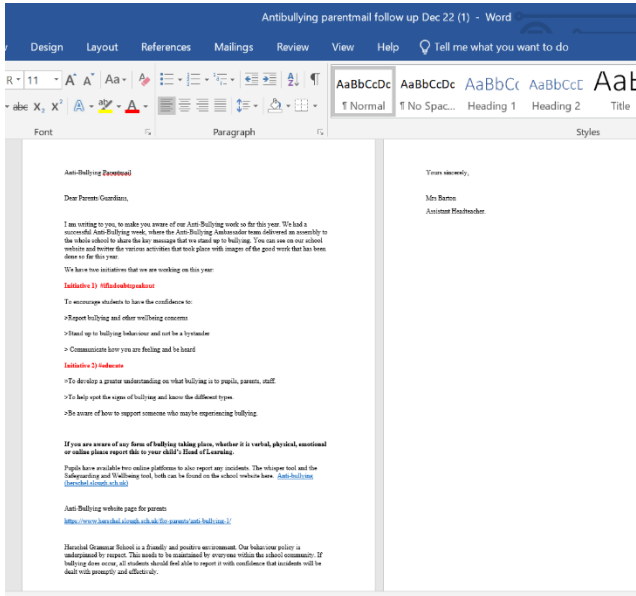 Antibullying parentmail follow up Dec 22 (1) - Word
Design Layout References Mailings Review View Help Tell me what you want to do
R 11 A A Aa
AaBbCcDc AaBbCcDc AaBbCc AaBbCcE AaB
abc X₂ X² A ab A
¶ Normal ¶ No Spac... Heading 1 Heading 2 Title
Font Paragraph Styles
Anti-Bullying Parentmail
Dear Parents/Guardians,
I am writing to you, to make you aware of our Anti-Bullying work so far this year. We had a
successful Anti-Bullying week, where the Anti-Bullying Ambassador team delivered an assembly to
the whole school to share the key message that we stand up to bullying. You can see on our school
website and twitter the various activities that took place with images of the good work that has been
done so far this year.
We have two initiatives that we are working on this year:
Initiative 1) #ifindoubtspeakout
To encourage students to have the confidence to:
>Report bullying and other wellbeing concerns
>Stand up to bullying behaviour and not be a bystander
> Communicate how you are feeling and be heard
Initiative 2) #educate
>To develop a greater understanding on what bullying is to pupils, parents, staff.
>To help spot the signs of bullying and know the different types.
>Be aware of how to support someone who maybe experiencing bullying.
If you are aware of any form of bullying taking place, whether it is verbal, physical, emotional
or online please report this to your child's Head of Learning.
Pupils have available two online platforms to also report any incidents. The whisper tool and the
Safeguarding and Wellbeing tool, both can be found on the school website here. Anti-bullying
(herschel.slough.sch.uk)
Anti-Bullying website page for parents
https://www.herschel.slough.sch.uk/for-parents/anti-bullying-1/
Herschel Grammar School is a friendly and positive environment. Our behaviour policy is
underpinned by respect. This needs to be maintained by everyone within the school community. If
bullying does occur, all students should feel able to report it with confidence that incidents will be
dealt with promptly and effectively.
Yours sincerely,
Mrs Barton
Assistant Headteacher.